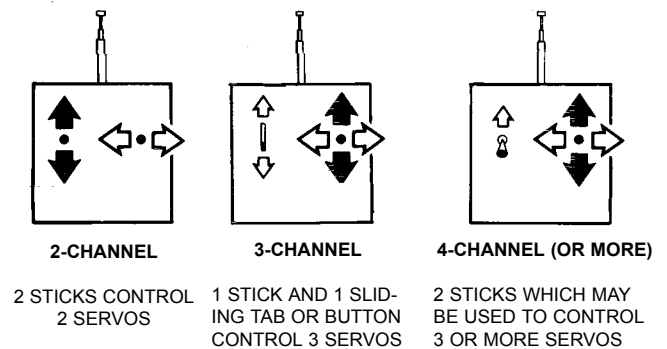 2-CHANNEL
2 STICKS CONTROL
2 SERVOS
3-CHANNEL
1 STICK AND 1 SLID-
ING TAB OR BUTTON
CONTROL 3 SERVOS
4-CHANNEL (OR MORE)
2 STICKS WHICH MAY
BE USED TO CONTROL
3 OR MORE SERVOS